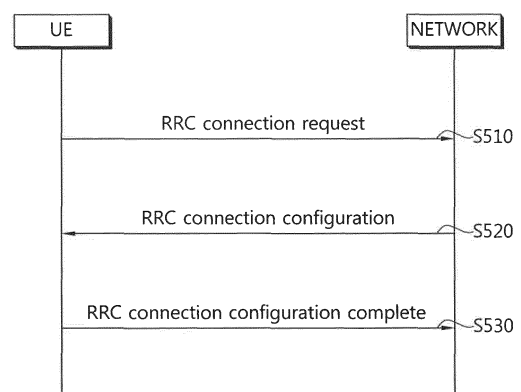 UE
NETWORK
RRC connection request
S510
RRC connection configuration
S520
RRC connection configuration complete
S530